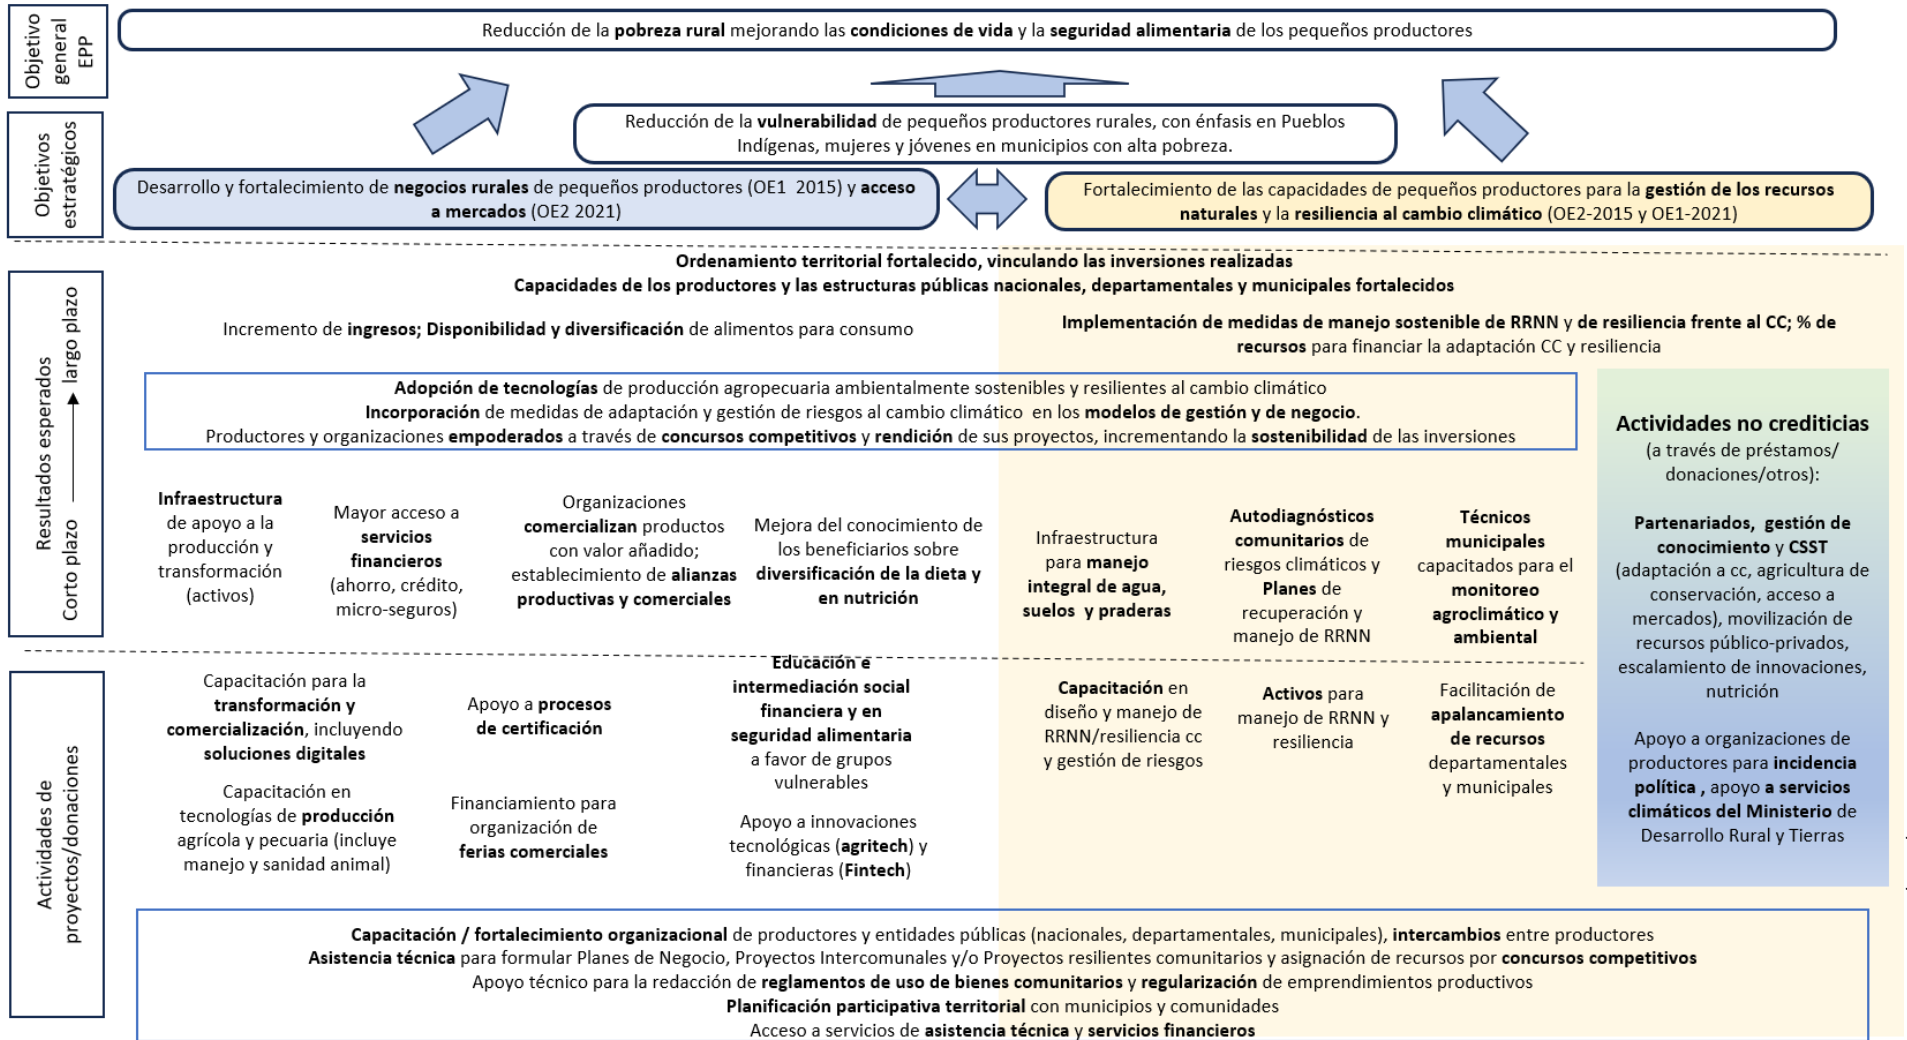 Objetivo
general
EPP
Reducción de la pobreza rural mejorando las condiciones de vida y la seguridad alimentaria de los pequeños productores
Objetivos
estratégicos
Reducción de la vulnerabilidad de pequeños productores rurales, con énfasis en Pueblos
Indígenas, mujeres y jóvenes en municipios con alta pobreza.
Desarrollo y fortalecimiento de negocios rurales de pequeños productores (OE1 2015) y acceso
a mercados (OE2 2021)
Fortalecimiento de las capacidades de pequeños productores para la gestión de los recursos
naturales y la resiliencia al cambio climático (OE2-2015 y OE1-2021)
Resultados esperados
Corto plazo
largo plazo
Ordenamiento territorial fortalecido, vinculando las inversiones realizadas
Capacidades de los productores y las estructuras públicas nacionales, departamentales y municipales fortalecidos
Incremento de ingresos; Disponibilidad y diversificación de alimentos para consumo
Implementación de medidas de manejo sostenible de RRNN y de resiliencia frente al CC; % de
recursos para financiar la adaptación CC y resiliencia
Adopción de tecnologías de producción agropecuaria ambientalmente sostenibles y resilientes al cambio climático
Incorporación de medidas de adaptación y gestión de riesgos al cambio climático en los modelos de gestión y de negocio.
Productores y organizaciones empoderados a través de concursos competitivos y rendición de sus proyectos, incrementando la sostenibilidad de las inversiones
Infraestructura
de apoyo a la
producción y
transformación
(activos)
Mayor acceso a
servicios
financieros
(ahorro, crédito,
micro-seguros)
Organizaciones
comercializan productos
con valor añadido;
establecimiento de alianzas
productivas y comerciales
Mejora del conocimiento de
los beneficiarios sobre
diversificación de la dieta y
en nutrición
Infraestructura
para manejo
integral de agua,
suelos y praderas
Autodiagnósticos
comunitarios de
riesgos climáticos y
Planes de
recuperación y
manejo de RRNN
Técnicos
municipales
capacitados para el
monitoreo
agroclimático y
ambiental
Actividades no crediticias
(a través de préstamos/
donaciones/otros):
Partenariados, gestión de
conocimiento y CSST
(adaptación a cc, agricultura de
conservación, acceso a
mercados), movilización de
recursos público-privados,
escalamiento de innovaciones,
nutrición
Apoyo a organizaciones de
productores para incidencia
política , apoyo a servicios
climáticos del Ministerio de
Desarrollo Rural y Tierras
Actividades de
proyectos/donaciones
Capacitación para la
transformación y
comercialización, incluyendo
soluciones digitales
Apoyo a procesos
de certificación
Educación e
intermediación social
financiera y en
seguridad alimentaria
a favor de grupos
vulnerables
Capacitación en
diseño y manejo de
RRNN/resiliencia cc
y gestión de riesgos
Activos para
manejo de RRNN y
resiliencia
Facilitación de
apalancamiento
de recursos
departamentales
y municipales
Capacitación en
tecnologías de producción
agrícola y pecuaria (incluye
manejo y sanidad animal)
Financiamiento para
organización de
ferias comerciales
Apoyo a innovaciones
tecnológicas (agritech) y
financieras (Fintech)
Capacitación / fortalecimiento organizacional de productores y entidades públicas (nacionales, departamentales, municipales), intercambios entre productores
Asistencia técnica para formular Planes de Negocio, Proyectos Intercomunales y/o Proyectos resilientes comunitarios y asignación de recursos por concursos competitivos
Apoyo técnico para la redacción de reglamentos de uso de bienes comunitarios y regularización de emprendimientos productivos
Planificación participativa territorial con municipios y comunidades
Acceso a servicios de asistencia técnica y servicios financieros